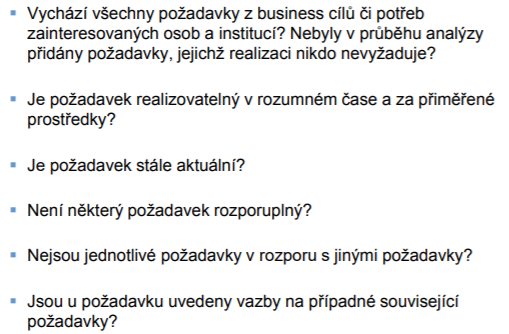 ▪ Vychází všechny požadavky z business cílů či potřeb
zainteresovaných osob a institucí? Nebyly v průběhu analýzy
přidány požadavky, jejichž realizaci nikdo nevyžaduje?
▪ Je požadavek realizovatelný v rozumném čase a za přiměřené
prostředky?
▪ Je požadavek stále aktuální?
▪ Není některý požadavek rozporuplný?
▪ Nejsou jednotlivé požadavky v rozporu s jinými požadavky?
▪ Jsou u požadavku uvedeny vazby na případné související
požadavky?